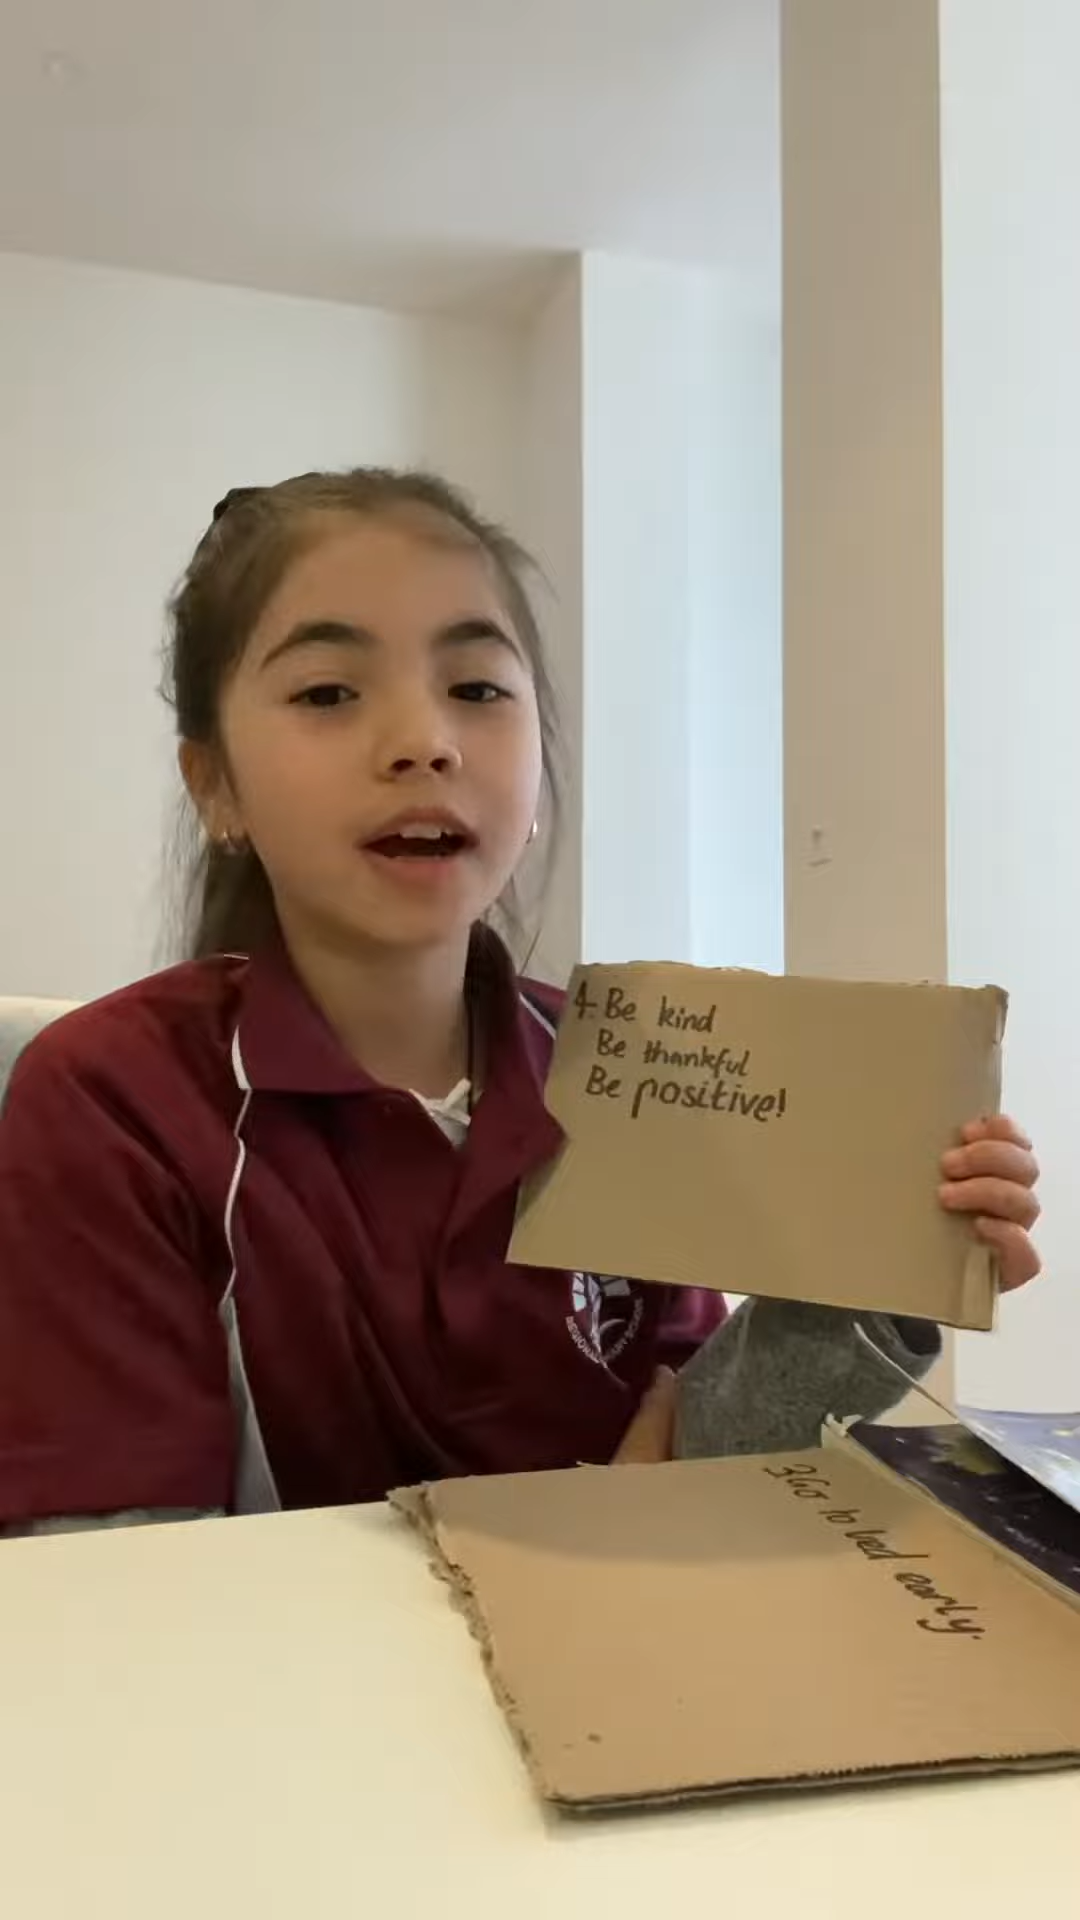 4. Be kind
Be thankful
Be positive!
3 Go to bed early.